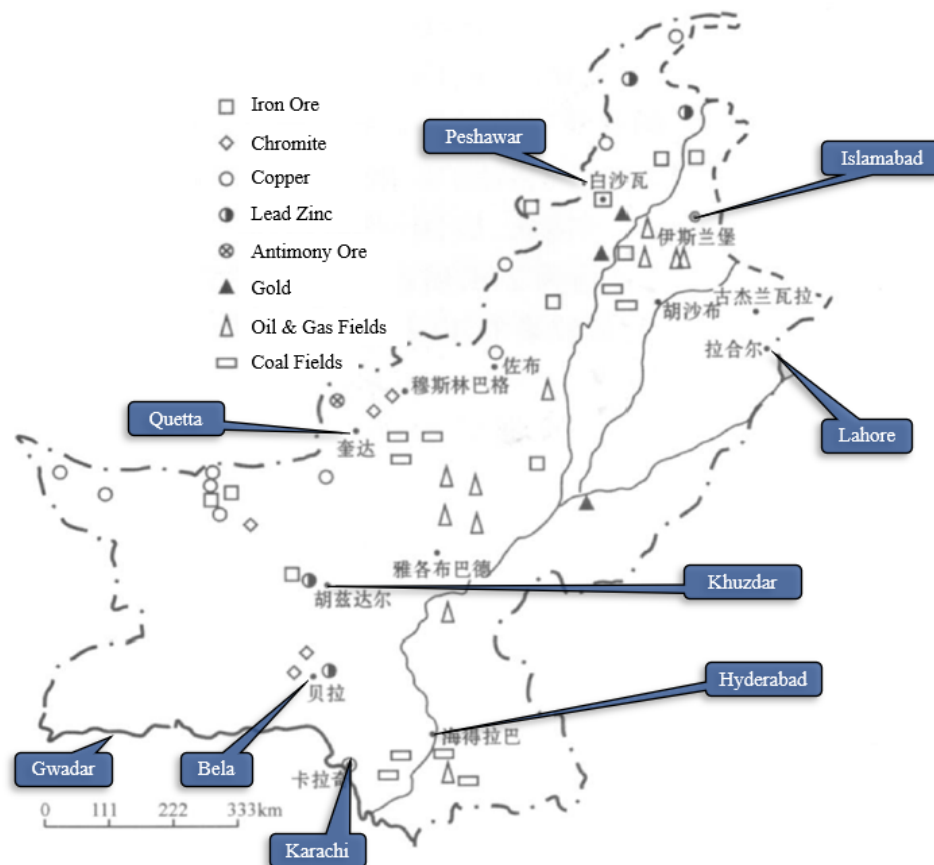 Iron Ore
Chromite
Copper
Lead Zinc
Antimony Ore
Gold
Oil & Gas Fields
Coal Fields
Peshawar
白沙瓦
Islamabad
伊斯兰堡
古杰兰瓦拉
胡沙布
拉合尔
Lahore
佐布
穆斯林巴格
Quetta
奎达
雅各布巴德
Khuzdar
胡兹达尔
贝拉
Hyderabad
海得拉巴
Gwadar
Bela
卡拉奇
Karachi
0 111 222 333km